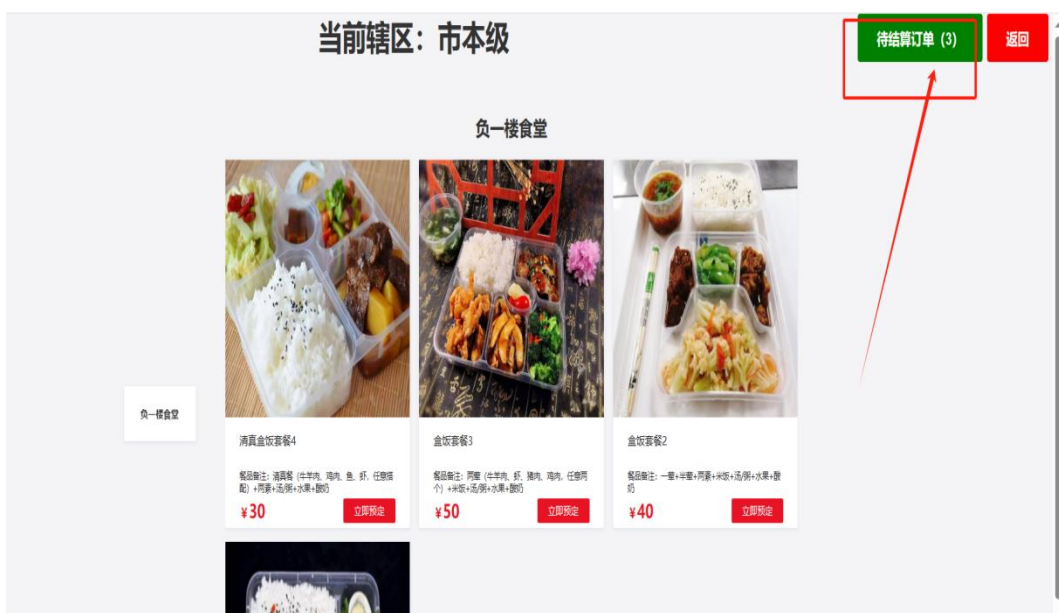 当前辖区：市本级
待结算订单（3）
返回
负一楼食堂
负一楼食堂
清真盒饭套餐4
餐品备注：清真餐（牛羊肉、鸡肉、鱼、虾，任意搭
配）+两素+汤/粥+水果+酸奶
￥30
立即预定
盒饭套餐3
餐品备注：两荤（牛羊肉、虾、猪肉、鸡肉，任意两
个）+米饭+汤/粥+水果+酸奶
￥50
立即预定
盒饭套餐2
餐品备注：一荤+半荤+两素+米饭+汤/粥+水果+酸
奶
￥40
立即预定